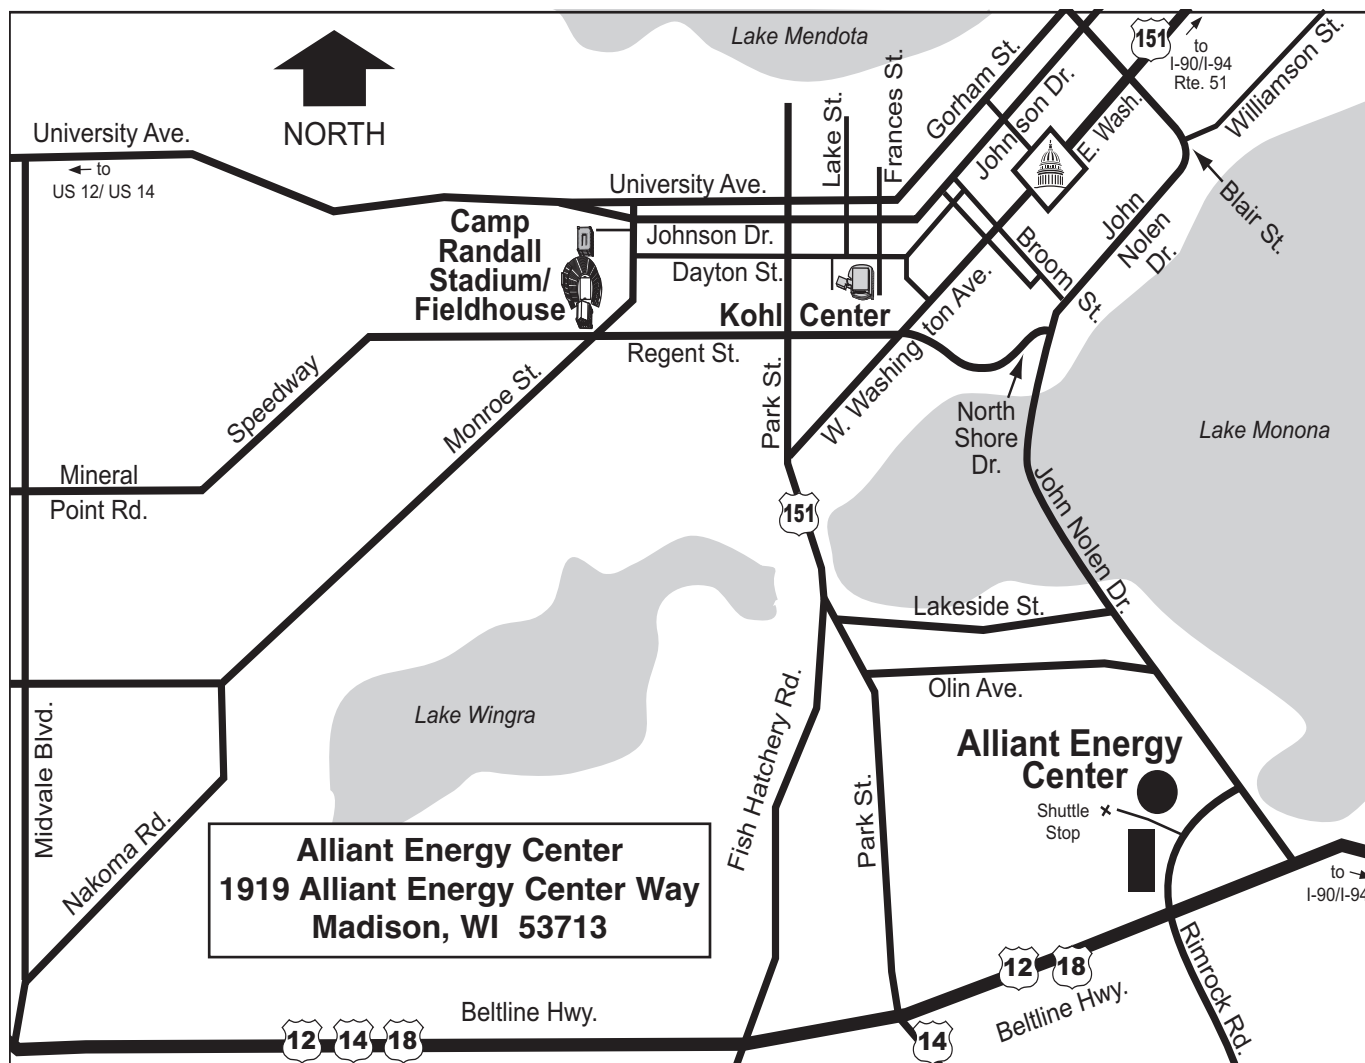 Lake Mendota
151
to
I-90/I-94
Rte. 51
Williamson St.
NORTH
University Ave.
← to
US 12/ US 14
Gorham St.
Johnson Dr.
E. Wash.
Lake St.
Frances St.
University Ave.
Camp
Randall
Stadium/
Fieldhouse
Johnson Dr.
Dayton St.
Kohl Center
Broom St.
John
Nolen
Dr.
Blair St.
Regent St.
Park St.
W. Washington Ave.
North
Shore
Dr.
Lake Monona
Speedway
Monroe St.
Mineral
Point Rd.
151
John Nolen Dr.
Lakeside St.
Olin Ave.
Lake Wingra
Fish Hatchery Rd.
Midvale Blvd.
Nakoma Rd.
Park St.
Alliant Energy
Center
Shuttle
Stop
Alliant Energy Center
1919 Alliant Energy Center Way
Madison, WI 53713
to →
I-90/I-94
12
18
Beltline Hwy.
Rimrock Rd.
Beltline Hwy.
12
14
18
14